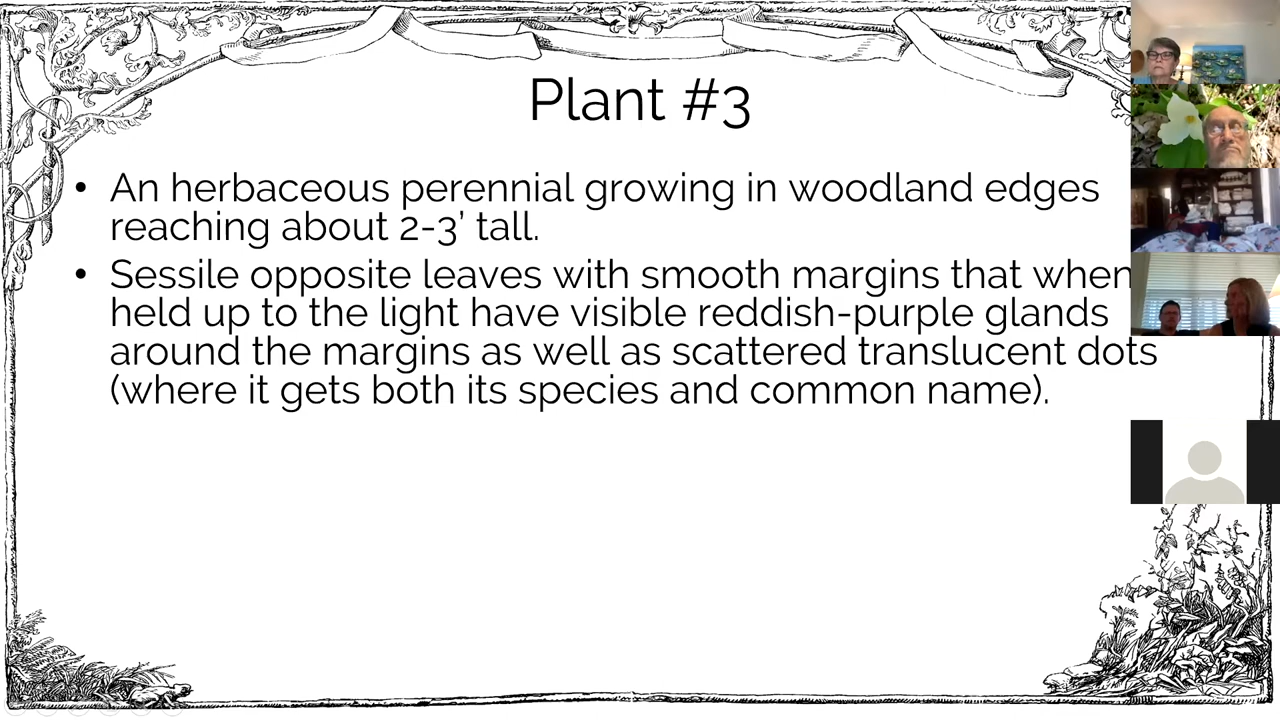 Plant #3
• An herbaceous perennial growing in woodland edges
reaching about 2-3’ tall.
• Sessile opposite leaves with smooth margins that when
held up to the light have visible reddish-purple glands
around the margins as well as scattered translucent dots
(where it gets both its species and common name).